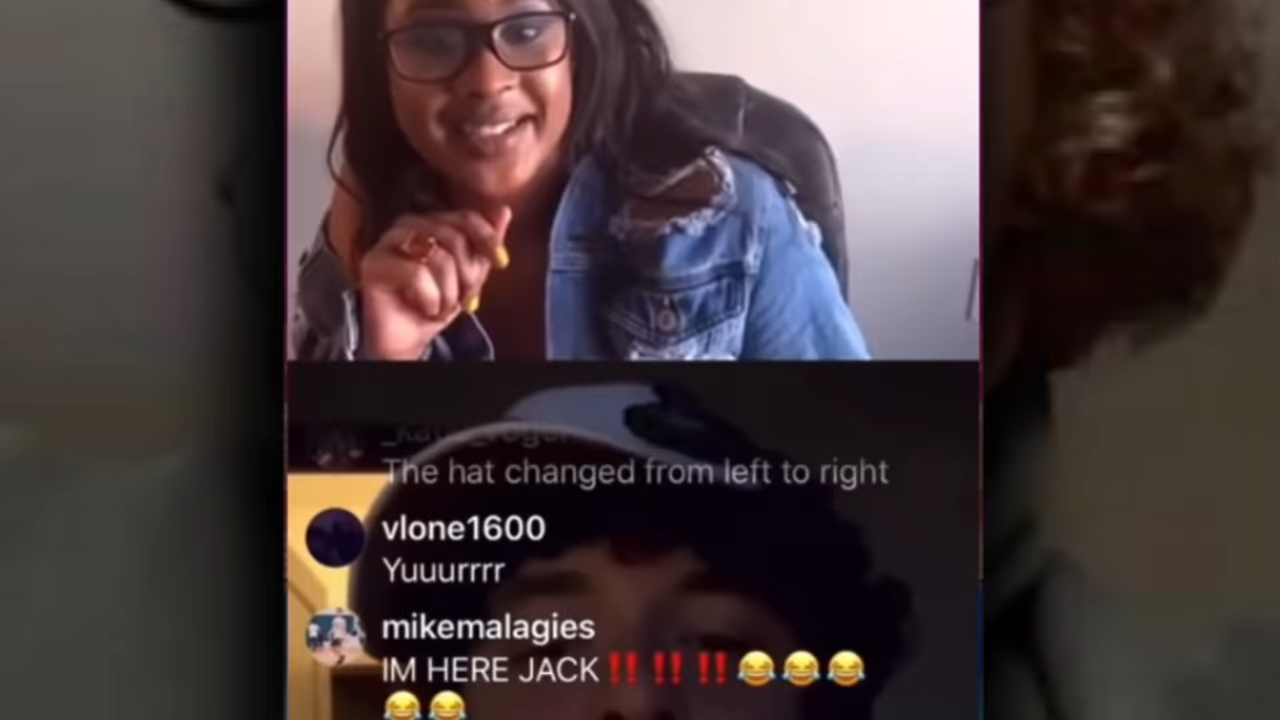 The hat changed from left to right
vlone1600
Yuuurrrr
mikemalagies
IM HERE JACK‼️‼️‼️😂😂😂
😂😂